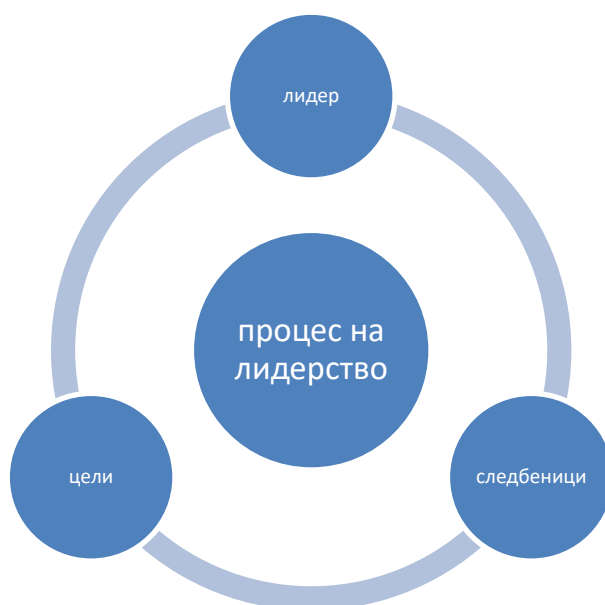 лидер
процес на
лидерство
цели
следбеници